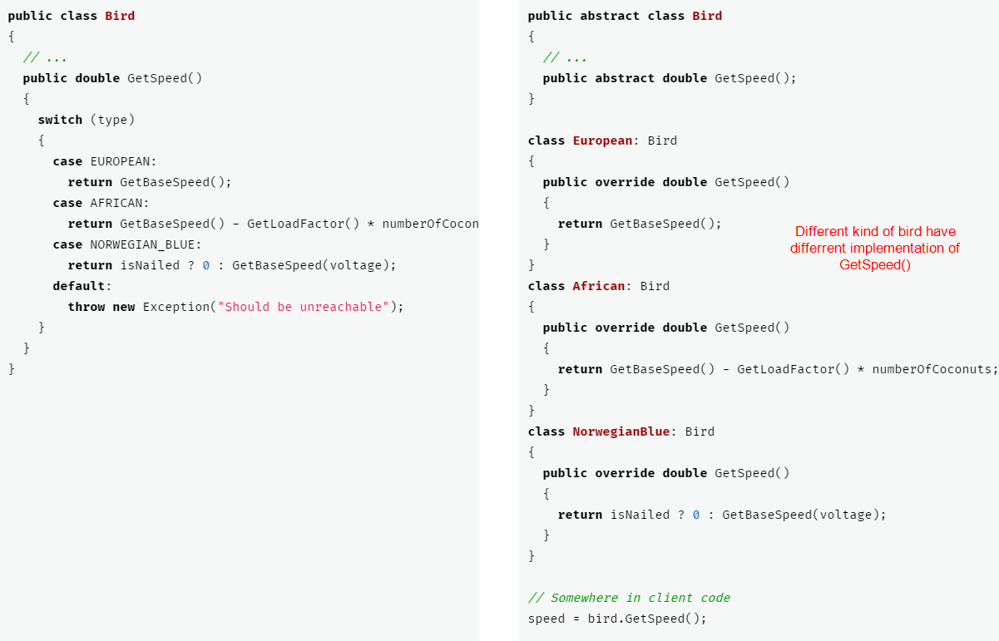 public class Bird
{
  // ...
  public double GetSpeed()
  {
    switch (type)
    {
      case EUROPEAN:
        return GetBaseSpeed();
      case AFRICAN:
        return GetBaseSpeed() - GetLoadFactor() * numberOfCocon
      case NORWEGIAN_BLUE:
        return isNailed ? 0 : GetBaseSpeed(voltage);
      default:
        throw new Exception("Should be unreachable");
    }
  }
}
public abstract class Bird
{
  // ...
  public abstract double GetSpeed();
}

class European: Bird
{
  public override double GetSpeed()
  {
    return GetBaseSpeed();
  }
}
class African: Bird
{
  public override double GetSpeed()
  {
    return GetBaseSpeed() - GetLoadFactor() * numberOfCoconuts;
  }
}
class NorwegianBlue: Bird
{
  public override double GetSpeed()
  {
    return isNailed ? 0 : GetBaseSpeed(voltage);
  }
}

// Somewhere in client code
speed = bird.GetSpeed();
Different kind of bird have
differrent implementation of
GetSpeed()